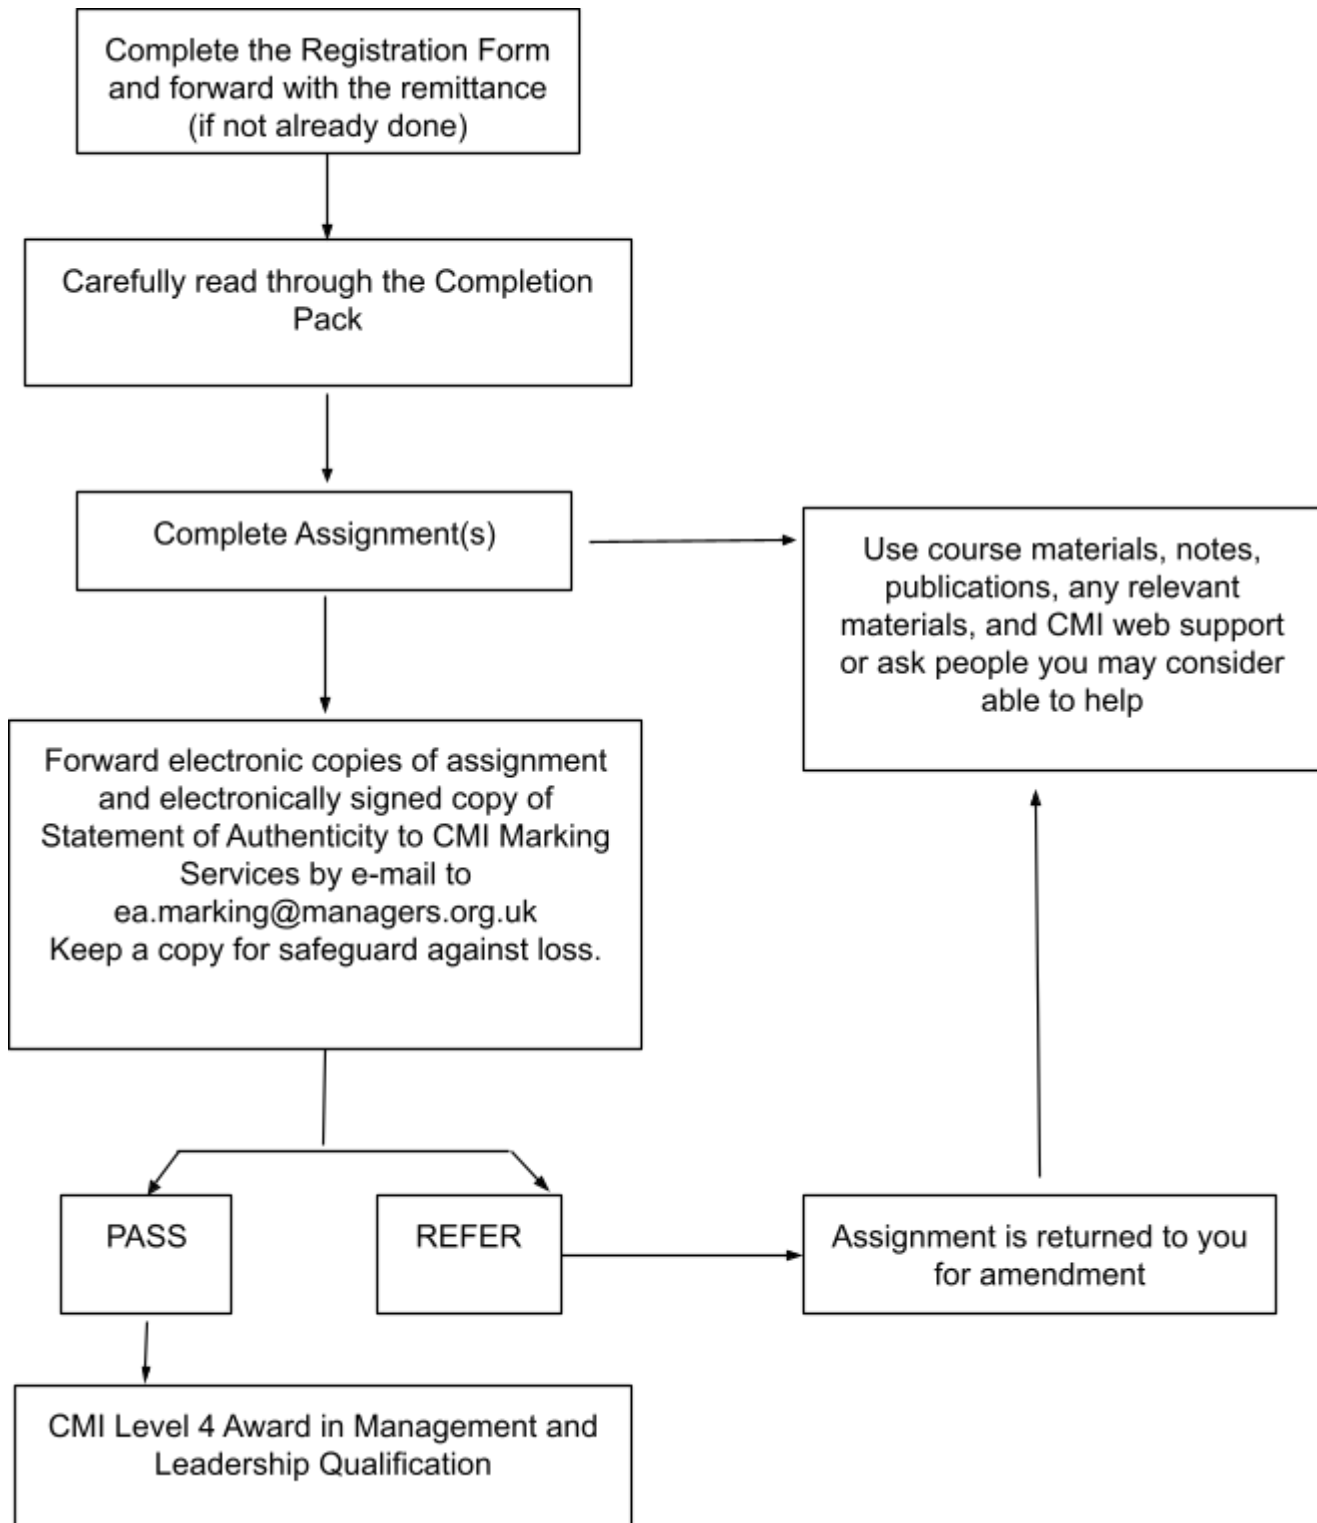 Complete the Registration Form
and forward with the remittance
(if not already done)
Carefully read through the Completion
Pack
Complete Assignment(s)
Use course materials, notes,
publications, any relevant
materials, and CMI web support
or ask people you may consider
able to help
Forward electronic copies of assignment
and electronically signed copy of
Statement of Authenticity to CMI Marking
Services by e-mail to
ea.marking@managers.org.uk
Keep a copy for safeguard against loss.
PASS
REFER
Assignment is returned to you
for amendment
CMI Level 4 Award in Management and
Leadership Qualification